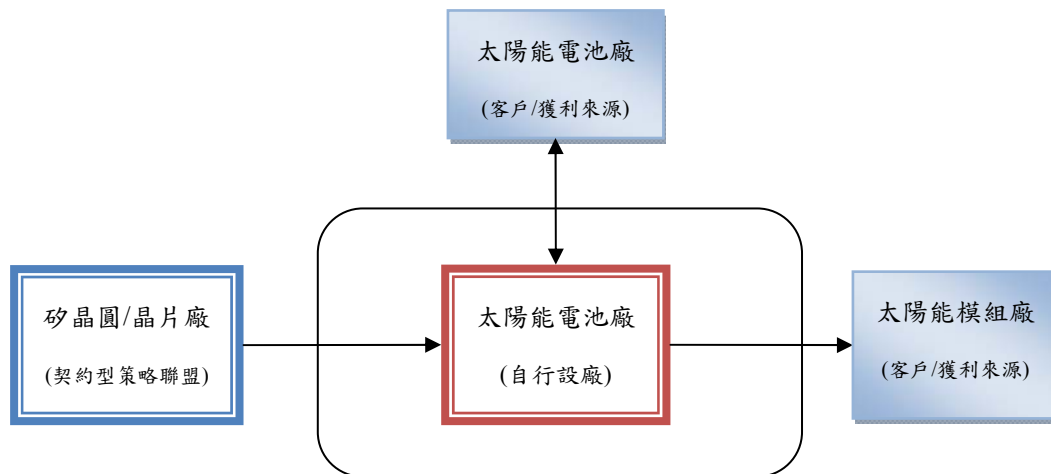 太陽能電池廠
(客戶/獲利來源)
矽晶圓/晶片廠
(契約型策略聯盟)
太陽能電池廠
(自行設廠)
太陽能模組廠
(客戶/獲利來源)